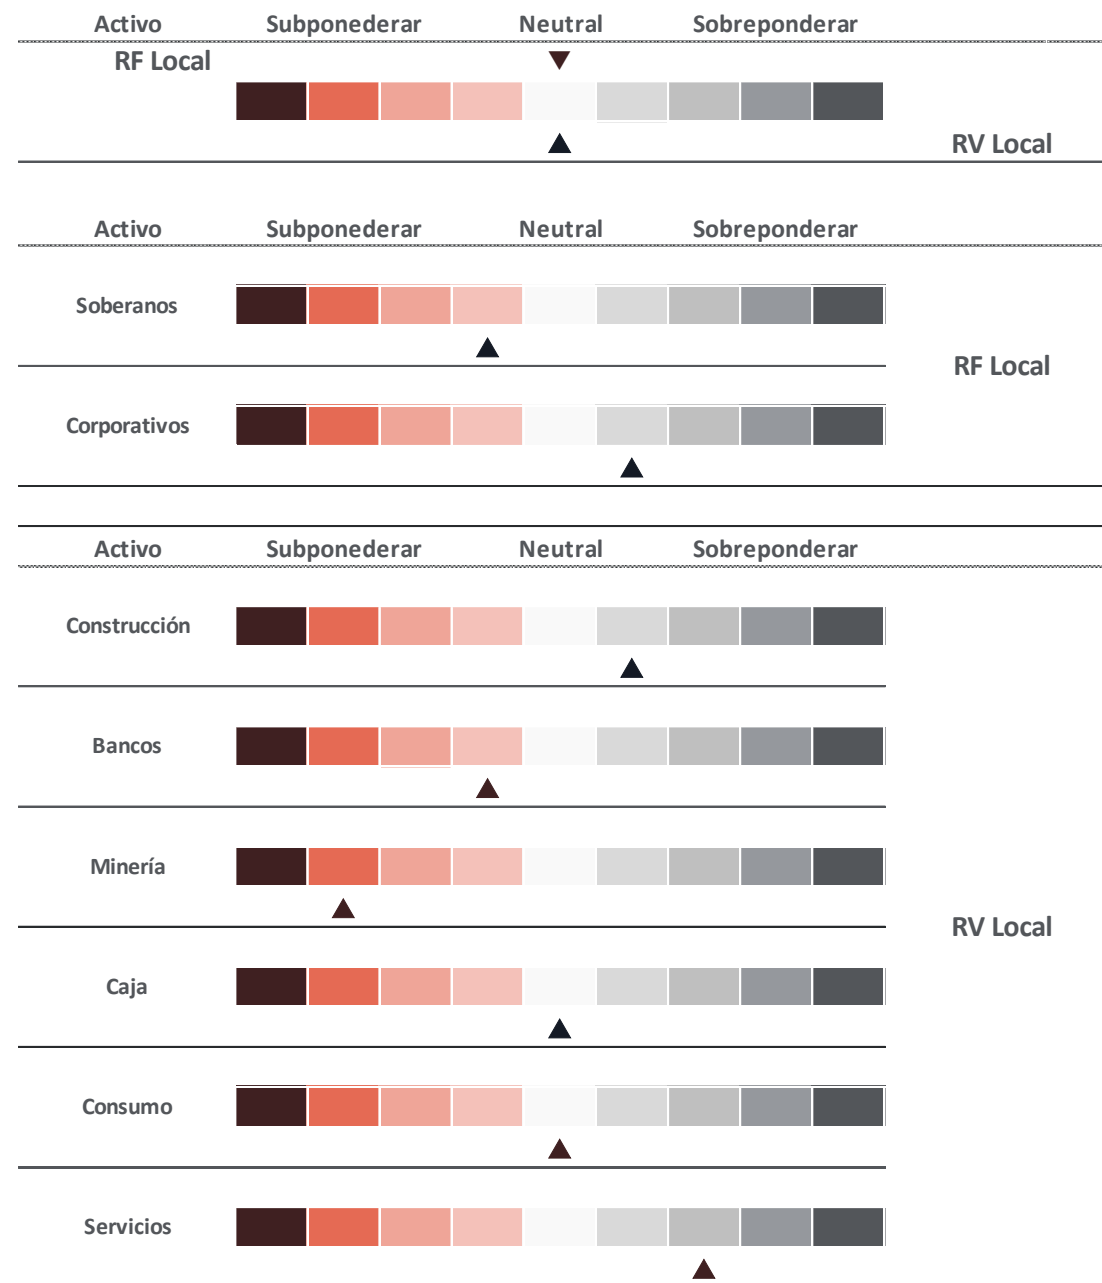 Activo Subponederar Neutral Sobreponderar
RF Local
RV Local
Activo Subponederar Neutral Sobreponderar
Soberanos
RF Local
Corporativos
Activo Subponederar Neutral Sobreponderar
Construcción
Bancos
Minería
RV Local
Caja
Consumo
Servicios